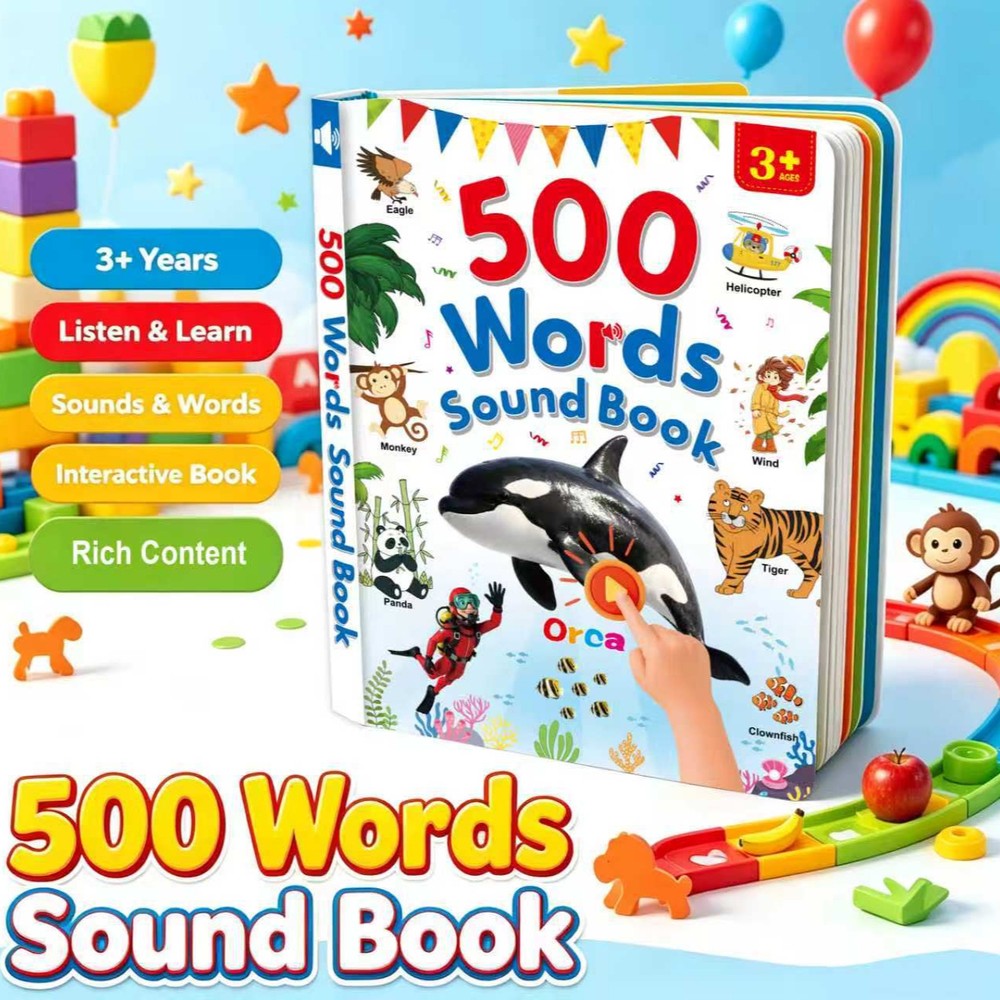 3+ Years
Listen & Learn
Sounds & Words
Interactive Book
Rich Content
500 Words Sound Book
3+
AGES
500
Words
Sound Book
Eagle
Helicopter
Monkey
Wind
Panda
Tiger
Orca
Clownfish
A
500 Words
Sound Book